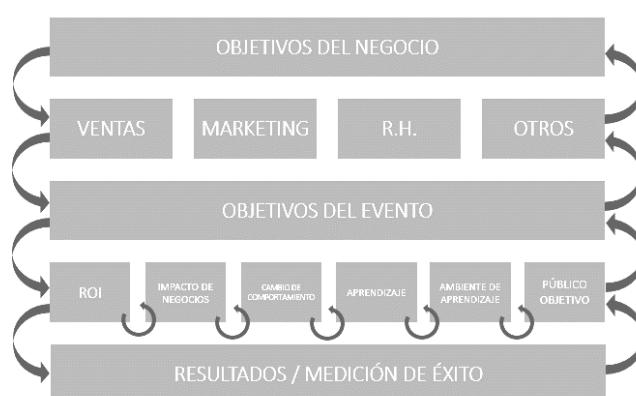 OBJETIVOS DEL NEGOCIO
VENTAS
MARKETING
R.H.
OTROS
OBJETIVOS DEL EVENTO
ROI
IMPACTO DE
NEGOCIOS
CAMBIO DE
COMPORTAMIENTO
APRENDIZAJE
AMBIENTE DE
APRENDIZAJE
PÚBLICO
OBJETIVO
RESULTADOS / MEDICIÓN DE ÉXITO